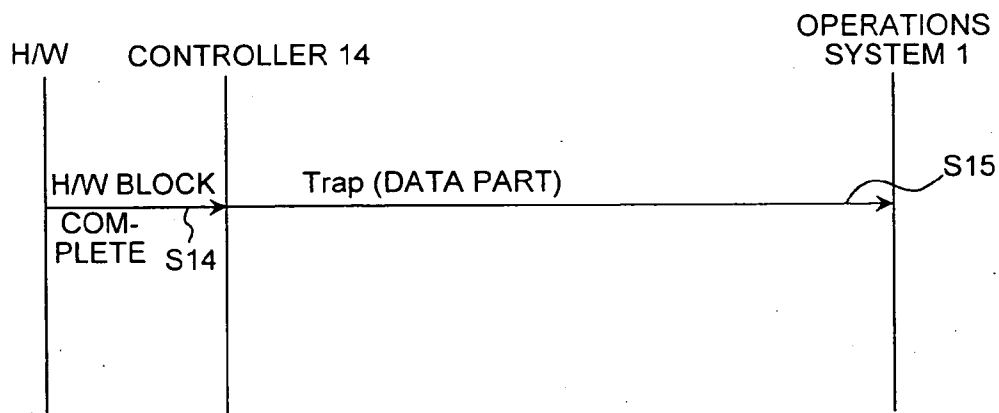 OPERATIONS
SYSTEM 1
H/W
CONTROLLER 14
S15
H/W BLOCK
Trap (DATA PART)
COM-
PLETE
S14